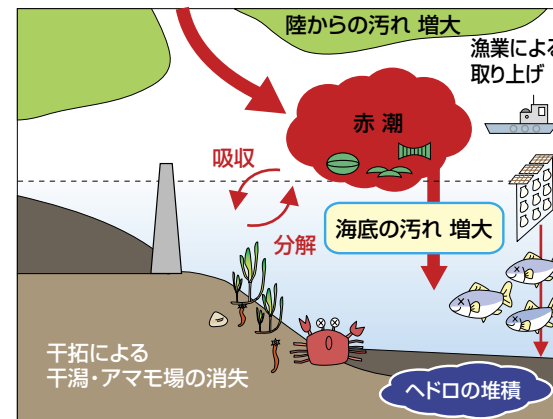 陸からの汚れ 増大
漁業による
取り上げ
赤 潮
吸収
分解
海底の汚れ 増大
干拓による
干潟・アマモ場の消失
ヘドロの堆積